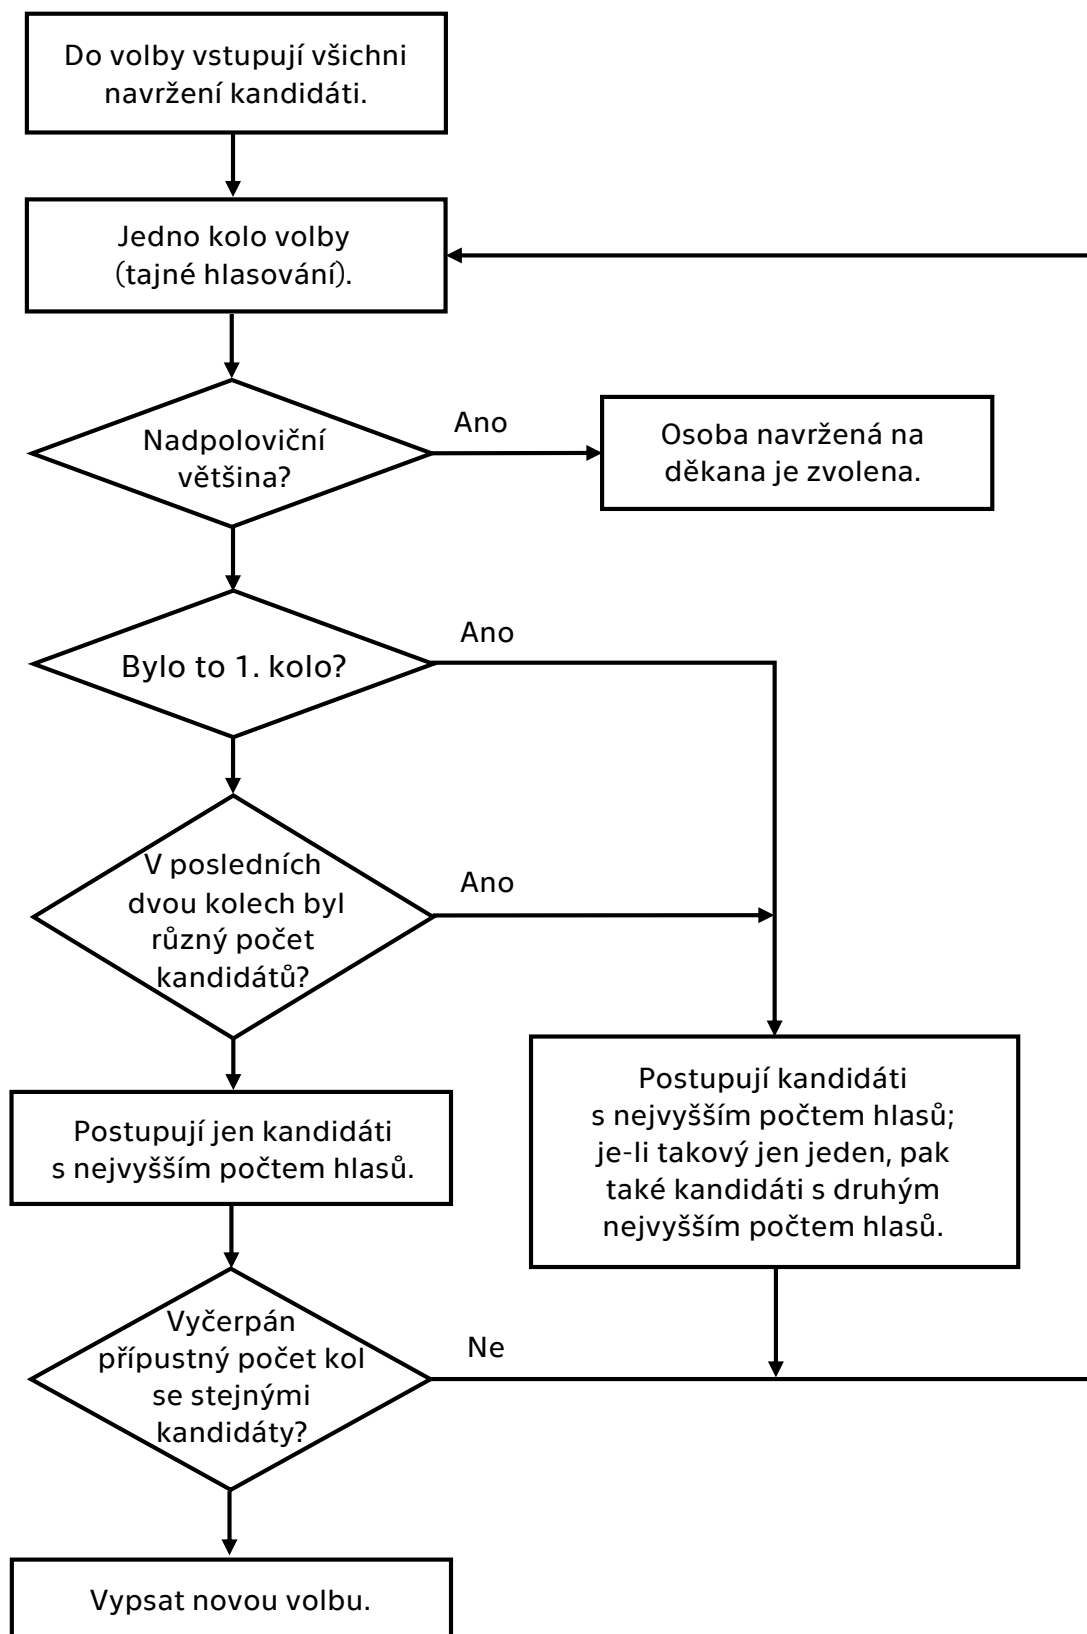 Do volby vstupují všichni
navržení kandidáti.
Jedno kolo volby
(tajné hlasování).
Nadpoloviční
většina?
Ano
Osoba navržená na
děkana je zvolena.
Bylo to 1. kolo?
Ano
V posledních
dvou kolech byl
různý počet
kandidátů?
Ano
Postupují jen kandidáti
s nejvyšším počtem hlasů.
Postupují kandidáti
s nejvyšším počtem hlasů;
je-li takový jen jeden, pak
také kandidáti s druhým
nejvyšším počtem hlasů.
Vyčerpán
přípustný počet kol
se stejnými
kandidáty?
Ne
Vypsat novou volbu.